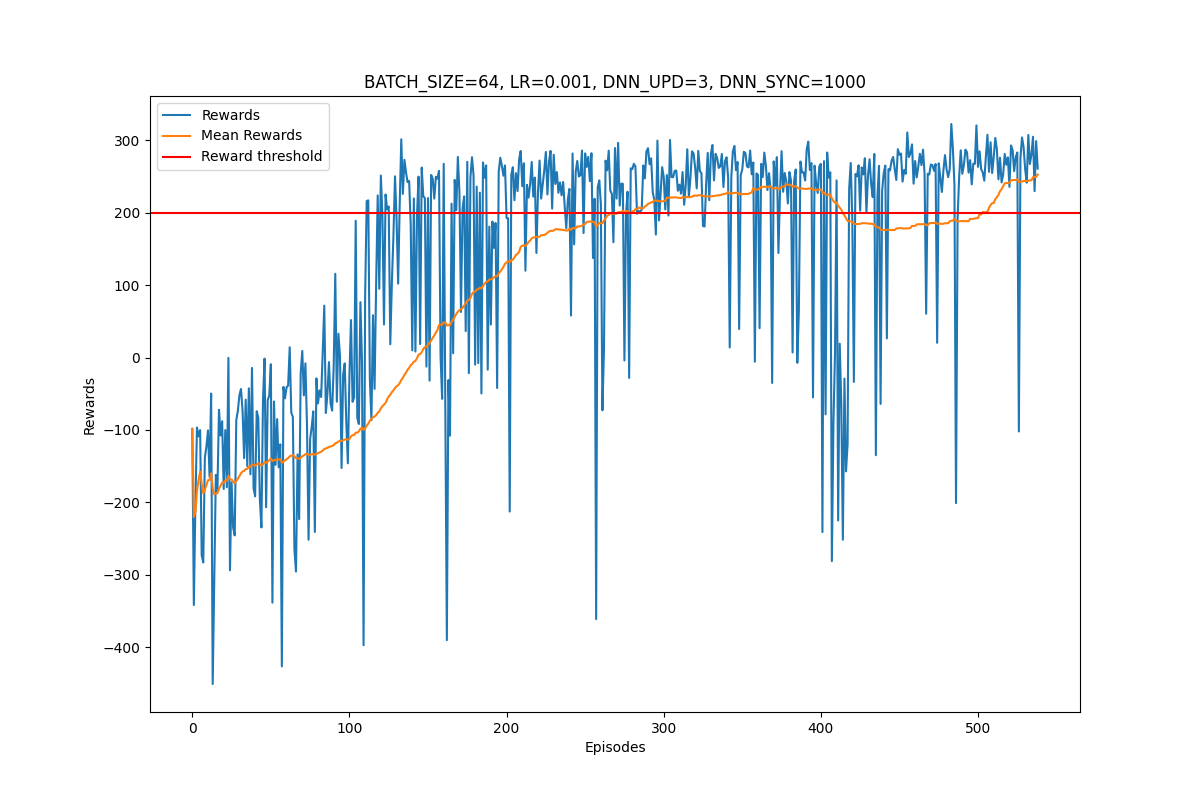 BATCH_SIZE=64, LR=0.001, DNN_UPD=3, DNN_SYNC=1000
Rewards
Mean Rewards
Reward threshold
300
200
100
0
−100
−200
−300
−400
Rewards
0 100 200 300 400 500
Episodes